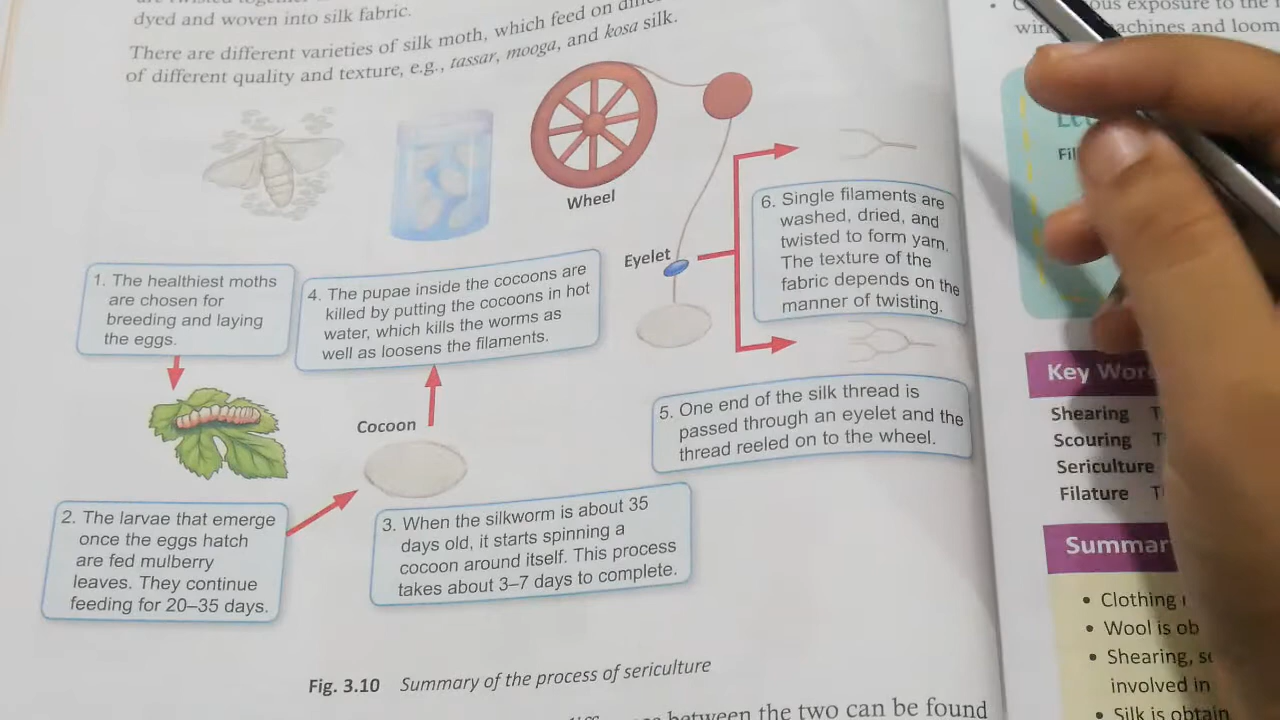 dyed and woven into silk fabric.
There are different varieties of silk moth, which feed on
of different quality and texture, e.g., tassar, mooga, and kosa silk.
Wheel
Eyelet
1. The healthiest moths
are chosen for
breeding and laying
the eggs.
4. The pupae inside the cocoons are
killed by putting the cocoons in hot
water, which kills the worms as
well as loosens the filaments.
6. Single filaments are
washed, dried, and
twisted to form yarn.
The texture of the
fabric depends on the
manner of twisting.
Cocoon
5. One end of the silk thread is
passed through an eyelet and the
thread reeled on to the wheel.
2. The larvae that emerge
once the eggs hatch
are fed mulberry
leaves. They continue
feeding for 20–35 days.
3. When the silkworm is about 35
days old, it starts spinning a
cocoon around itself. This process
takes about 3–7 days to complete.
Fig. 3.10 Summary of the process of sericulture
between the two can be found
exposure to the
and loom
Key
Shearing
Scouring
Sericulture
Filature
• Clothing
• Wool is
• Shearing,
involved in
• Silk is